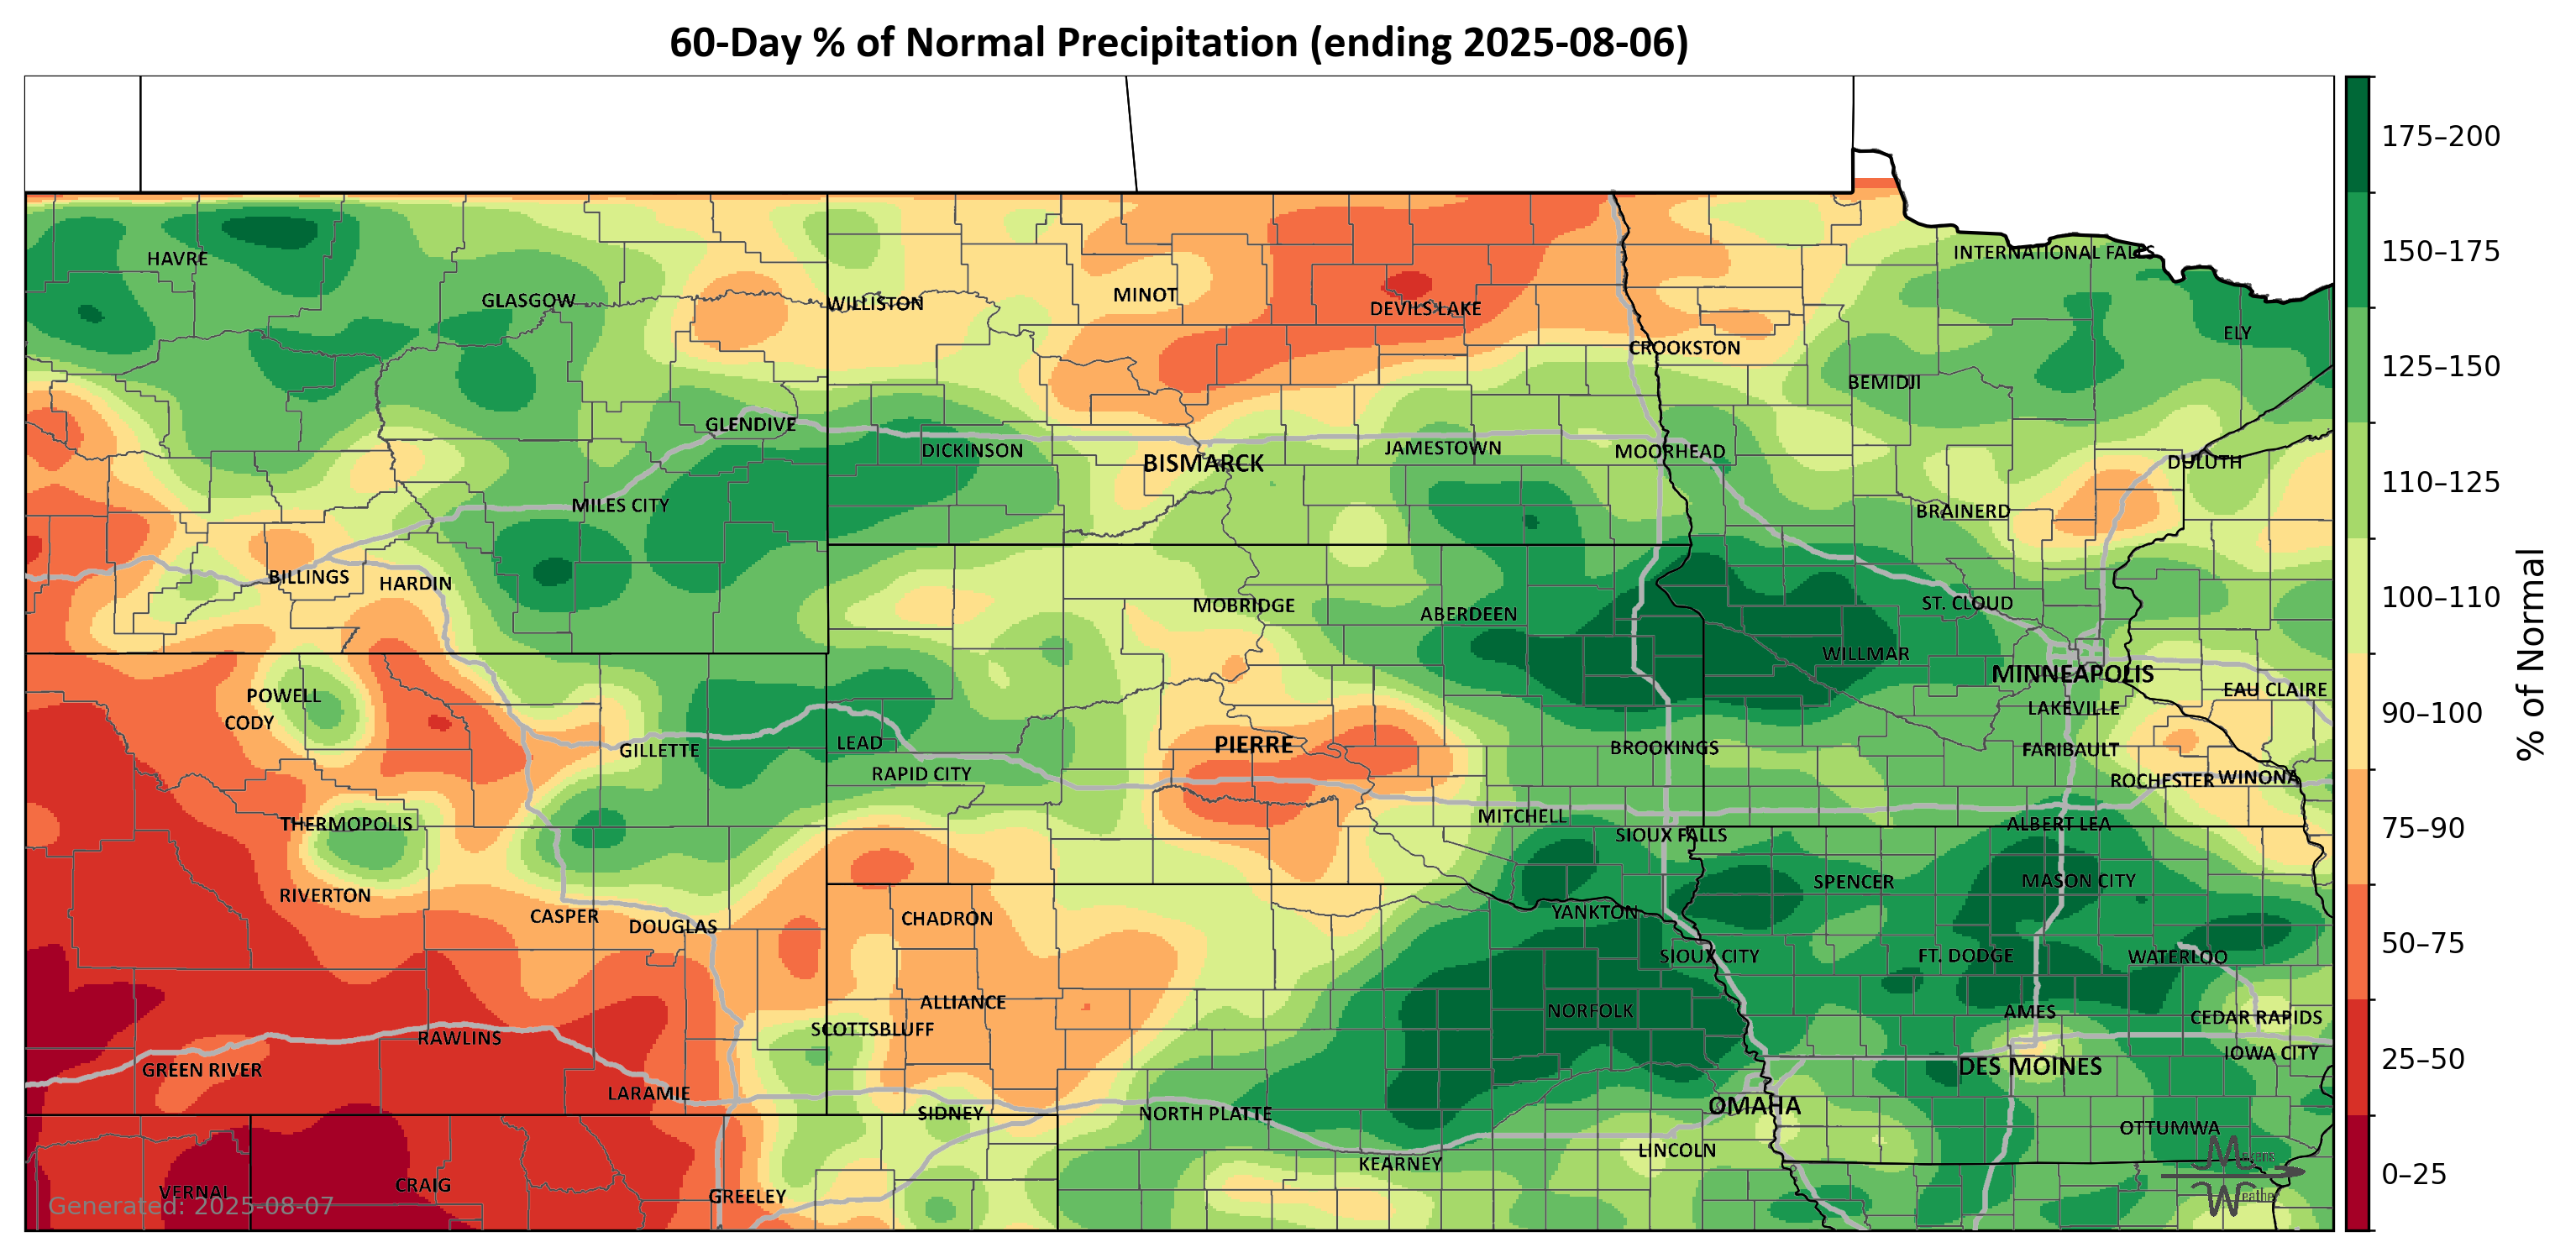 60-Day % of Normal Precipitation (ending 2025-08-06)
175–200
HAVRE
INTERNATIONAL FALLS
150–175
GLASGOW
WILLISTON
MINOT
DEVILS LAKE
ELY
CROOKSTON
125–150
BEMIDJI
GLENDIVE
DICKINSON
BISMARCK
JAMESTOWN
MOORHEAD
DULUTH
110–125
MILES CITY
BRAINERD
BILLINGS
HARDIN
MOBRIDGE
ABERDEEN
ST. CLOUD
100–110
WILLMAR
MINNEAPOLIS
% of Normal
POWELL
EAU CLAIRE
CODY
LAKEVILLE
90–100
GILLETTE
LEAD
PIERRE
BROOKINGS
FARIBAULT
RAPID CITY
ROCHESTER
WINONA
THERMOPOLIS
MITCHELL
SIOUX FALLS
ALBERT LEA
75–90
RIVERTON
SPENCER
MASON CITY
CASPER
DOUGLAS
CHADRON
YANKTON
50–75
SIOUX CITY
FT. DODGE
WATERLOO
ALLIANCE
NORFOLK
AMES
SCOTTSBLUFF
CEDAR RAPIDS
RAWLINS
IOWA CITY
25–50
GREEN RIVER
DES MOINES
LARAMIE
SIDNEY
NORTH PLATTE
OMAHA
OTTUMWA
LINCOLN
KEARNEY
0–25
VERNAL
CRAIG
GREELEY
Generated: 2025-08-07
Weather